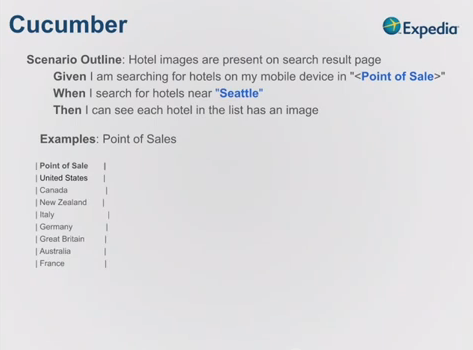 Cucumber
Expedia
Scenario Outline: Hotel images are present on search result page
Given I am searching for hotels on my mobile device in "<Point of Sale>"
When I search for hotels near "Seattle"
Then I can see each hotel in the list has an image
Examples: Point of Sales
| Point of Sale |
| United States |
| Canada |
| New Zealand |
| Italy |
| Germany |
| Great Britain |
| Australia |
| France |